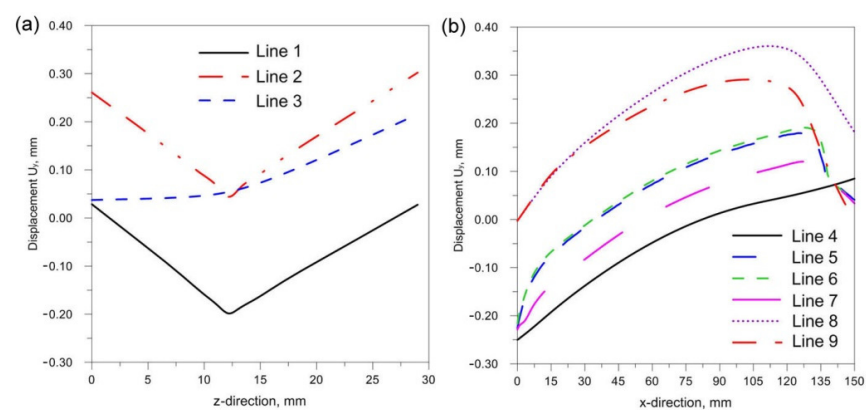 (a)
0.40
0.30
0.20
0.10
0.00
-0.10
-0.20
-0.30
Displacement Uy, mm
Line 1
Line 2
Line 3
0 5 10 15 20 25 30
z-direction, mm
(b)
0.40
0.30
0.20
0.10
0.00
-0.10
-0.20
-0.30
Displacement Uy, mm
Line 4
Line 5
Line 6
Line 7
Line 8
Line 9
0 15 30 45 60 75 90 105 120 135 150
x-direction, mm